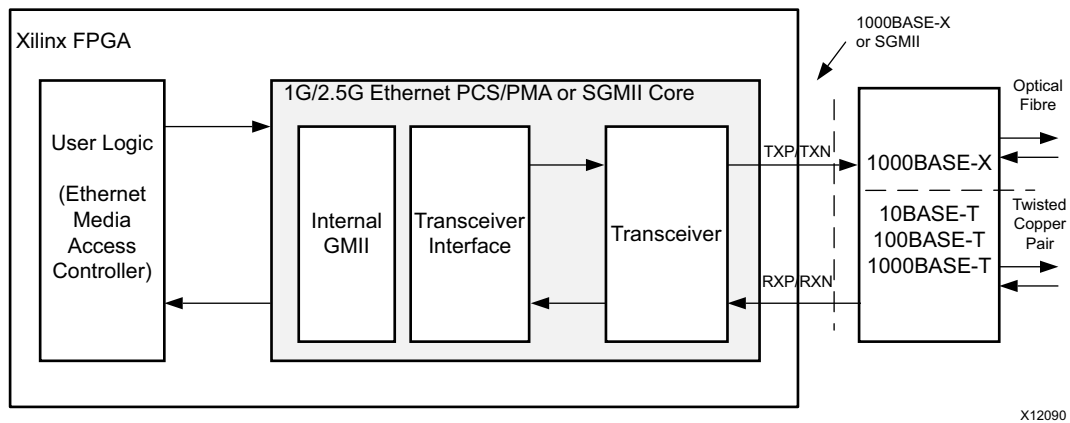 1000BASE-X
or SGMII
Xilinx FPGA
1G/2.5G Ethernet PCS/PMA or SGMII Core
User Logic
(Ethernet
Media
Access
Controller)
Internal
GMII
Transceiver
Interface
Transceiver
TXP/TXN
RXP/RXN
1000BASE-X
10BASE-T
100BASE-T
1000BASE-T
Optical
Fibre
Twisted
Copper
Pair
X12090